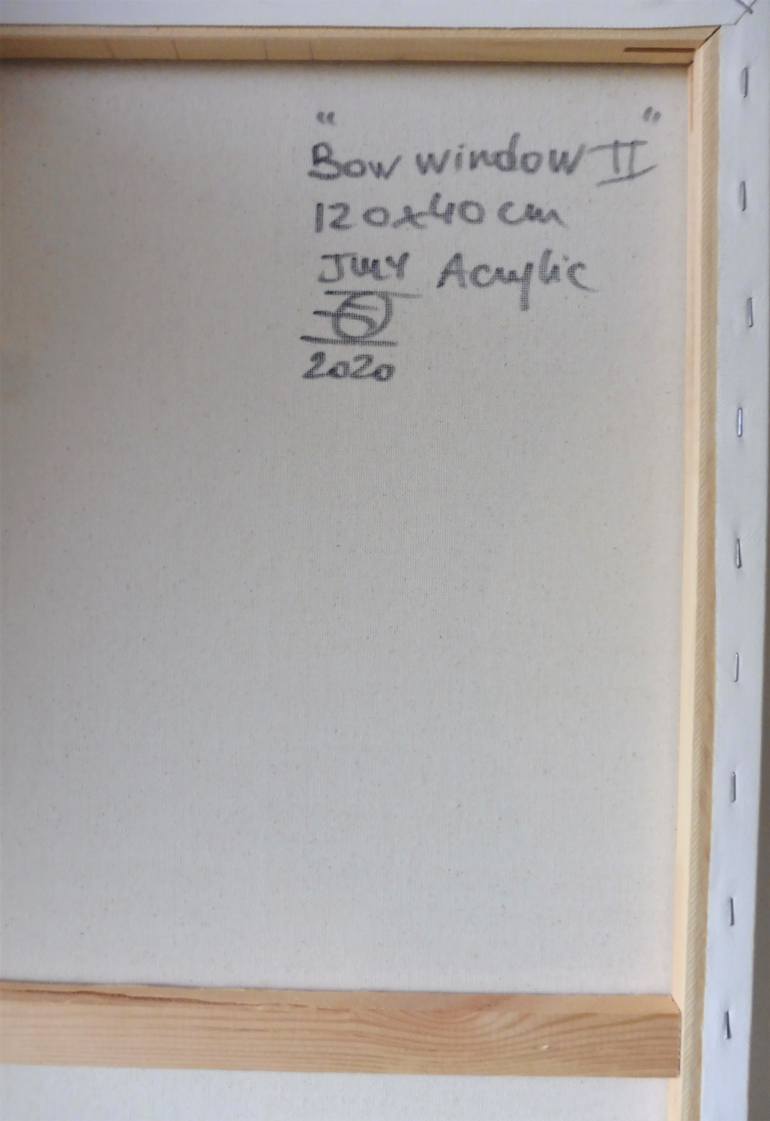 "Bow window II"
120x40 cm
July Acrylic
2020